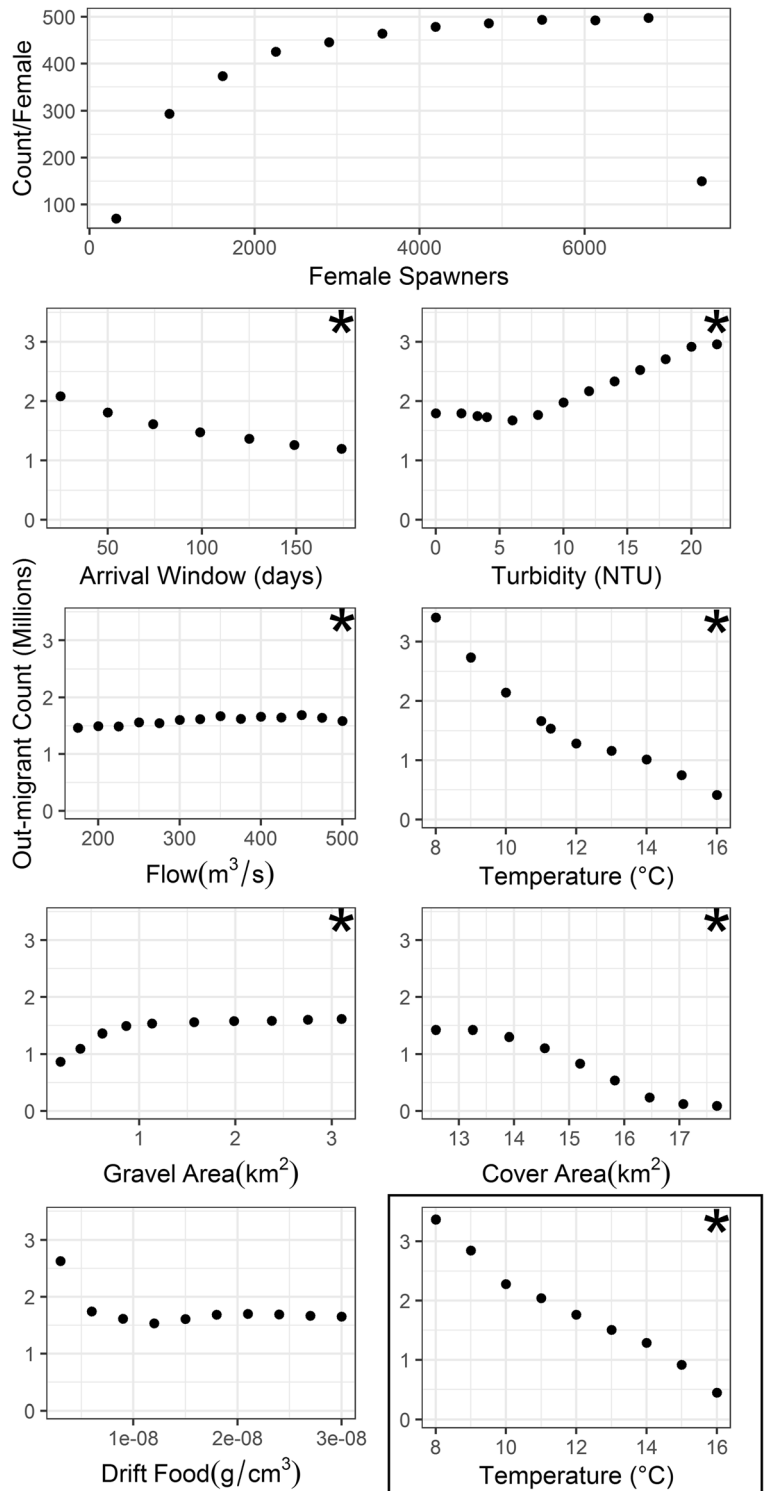 500
400
300
200
100
Count/Female
0 2000 4000 6000
Female Spawners
Out-migrant Count (Millions)
*
3
2
1
0
50 100 150
Arrival Window (days)
*
3
2
1
0
0 5 10 15 20
Turbidity (NTU)
*
3
2
1
0
200 300 400 500
Flow(m³/s)
*
3
2
1
0
8 10 12 14 16
Temperature (°C)
*
3
2
1
0
1 2 3
Gravel Area(km²)
*
3
2
1
0
13 14 15 16 17
Cover Area(km²)
3
2
1
0
1e-08 2e-08 3e-08
Drift Food(g/cm³)
*
3
2
1
0
8 10 12 14 16
Temperature (°C)